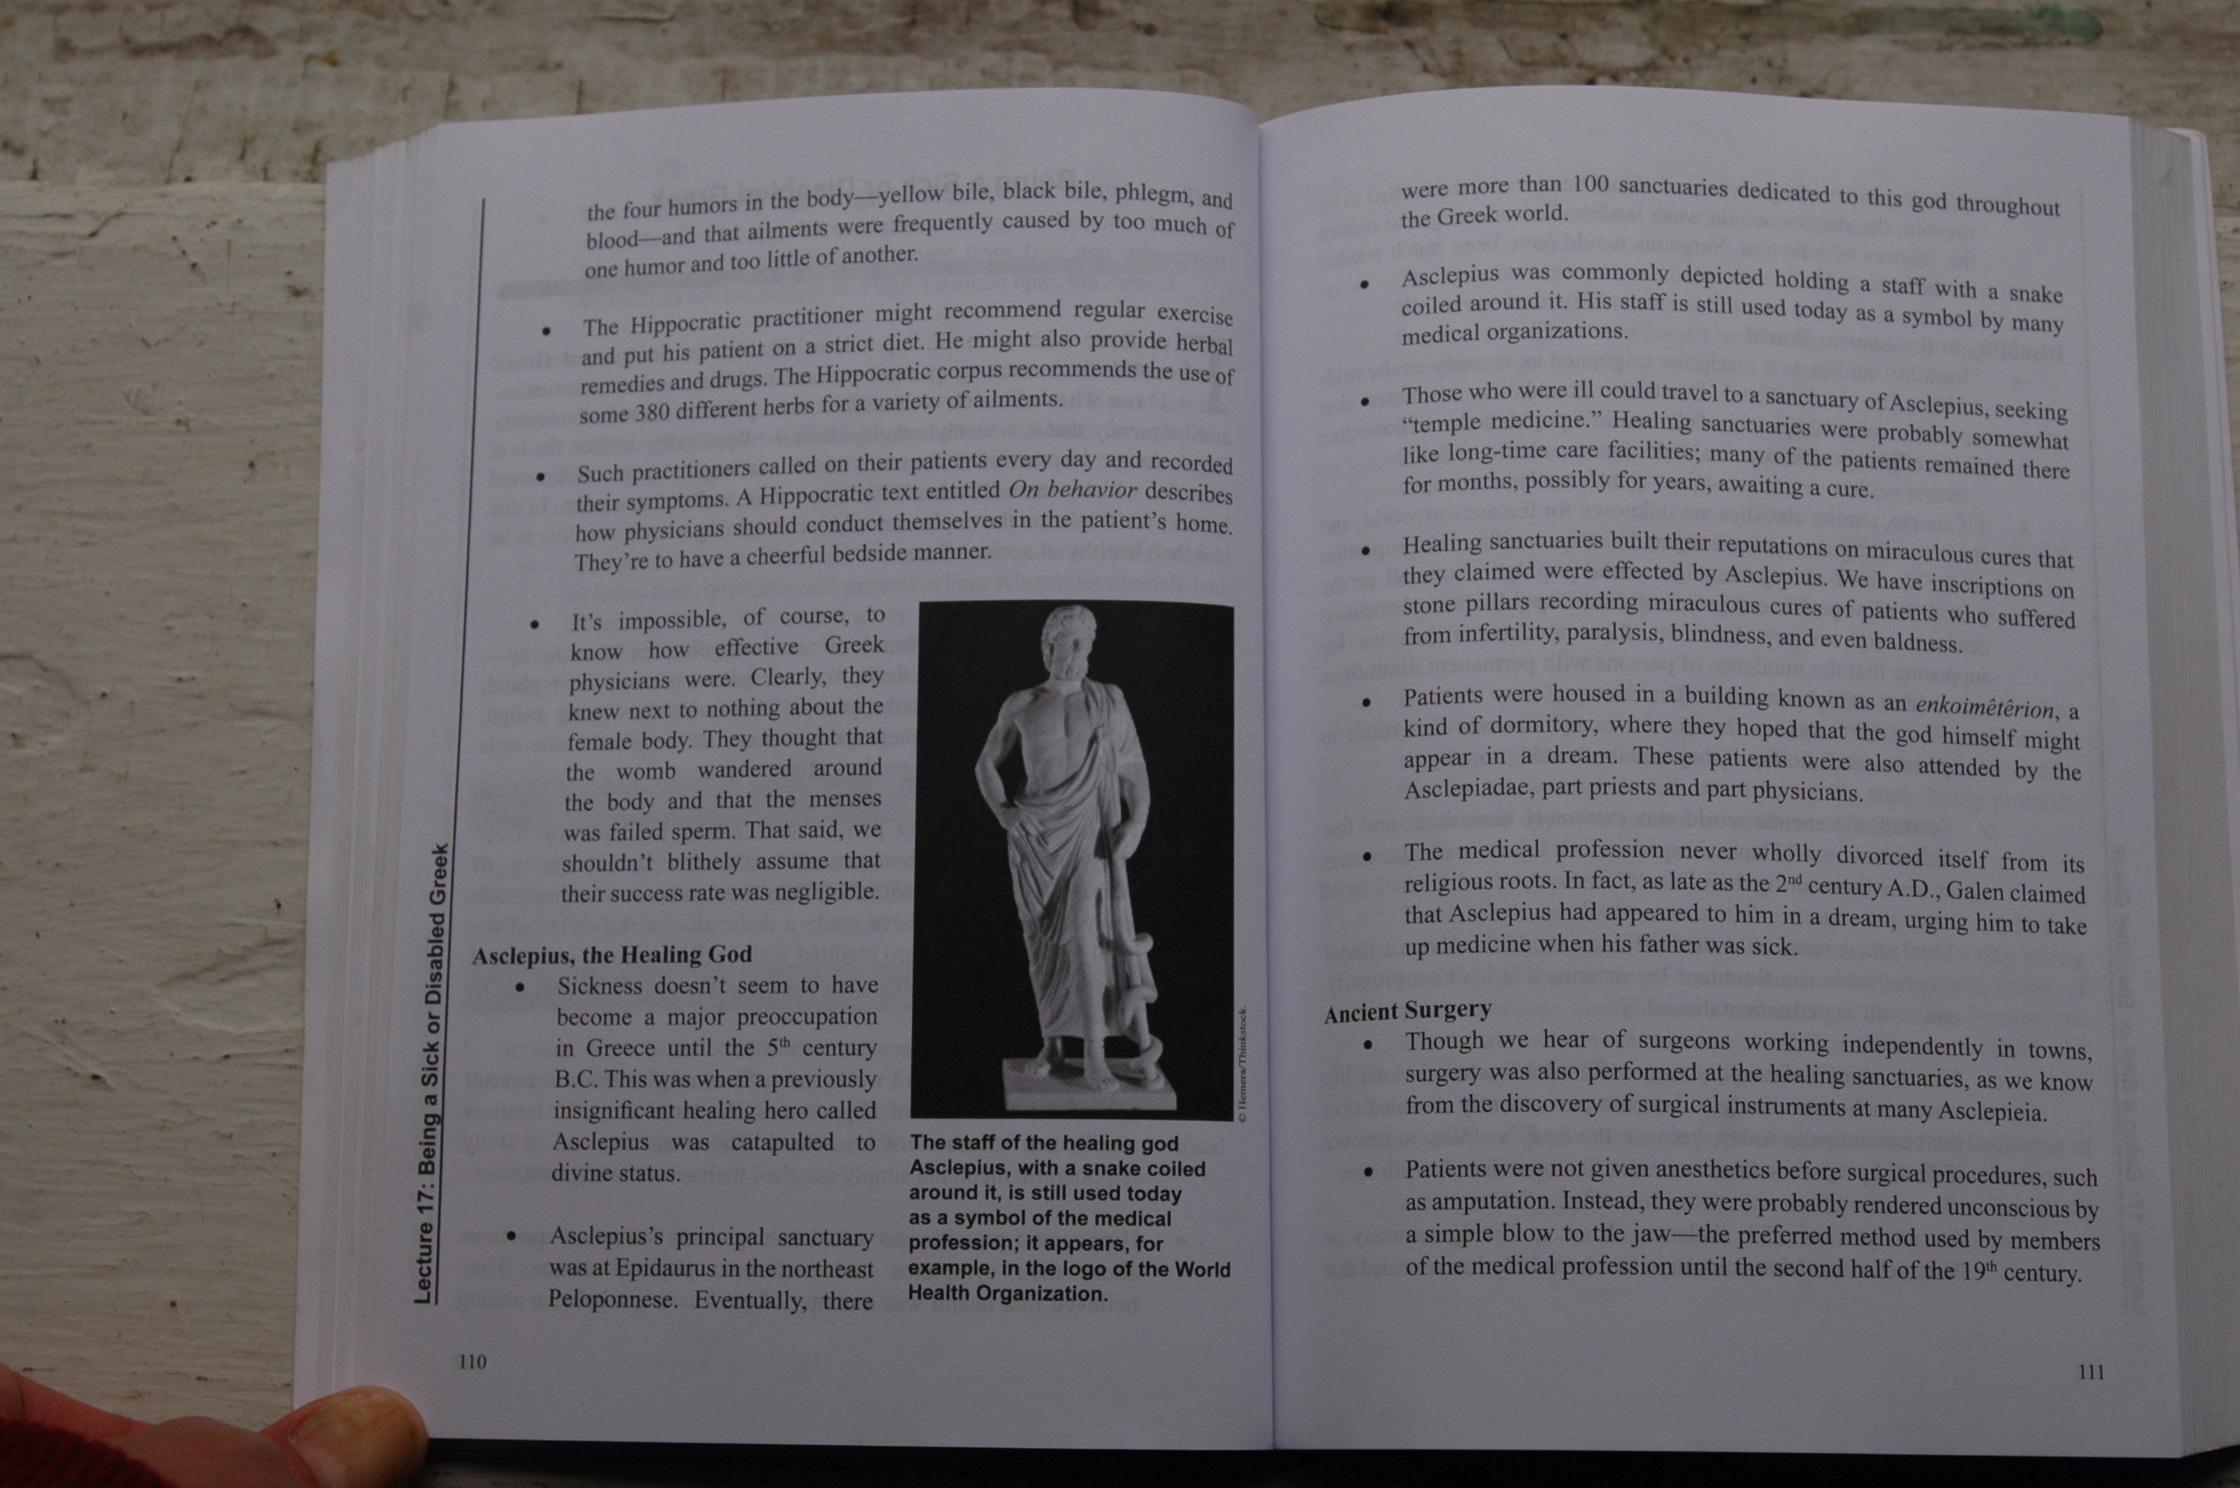 the four humors in the body—yellow bile, black bile, phlegm, and
blood—and that ailments were frequently caused by too much of
one humor and too little of another.
• The Hippocratic practitioner might recommend regular exercise
and put his patient on a strict diet. He might also provide herbal
remedies and drugs. The Hippocratic corpus recommends the use of
some 380 different herbs for a variety of ailments.
• Such practitioners called on their patients every day and recorded
their symptoms. A Hippocratic text entitled On behavior describes
how physicians should conduct themselves in the patient's home.
They're to have a cheerful bedside manner.
• It's impossible, of course, to
know how effective Greek
physicians were. Clearly, they
knew next to nothing about the
female body. They thought that
the womb wandered around
the body and that the menses
was failed sperm. That said, we
shouldn't blithely assume that
their success rate was negligible.
Asclepius, the Healing God
• Sickness doesn't seem to have
become a major preoccupation
in Greece until the 5th century
B.C. This was when a previously
insignificant healing hero called
Asclepius was catapulted to
divine status.
• Asclepius's principal sanctuary
was at Epidaurus in the northeast
Peloponnese. Eventually, there
© Hemera/Thinkstock.
The staff of the healing god
Asclepius, with a snake coiled
around it, is still used today
as a symbol of the medical
profession; it appears, for
example, in the logo of the World
Health Organization.
Lecture 17: Being a Sick or Disabled Greek
110
were more than 100 sanctuaries dedicated to this god throughout
the Greek world.
• Asclepius was commonly depicted holding a staff with a snake
coiled around it. His staff is still used today as a symbol by many
medical organizations.
• Those who were ill could travel to a sanctuary of Asclepius, seeking
“temple medicine.” Healing sanctuaries were probably somewhat
like long-time care facilities; many of the patients remained there
for months, possibly for years, awaiting a cure.
• Healing sanctuaries built their reputations on miraculous cures that
they claimed were effected by Asclepius. We have inscriptions on
stone pillars recording miraculous cures of patients who suffered
from infertility, paralysis, blindness, and even baldness.
• Patients were housed in a building known as an enkoimêtêrion, a
kind of dormitory, where they hoped that the god himself might
appear in a dream. These patients were also attended by the
Asclepiadae, part priests and part physicians.
• The medical profession never wholly divorced itself from its
religious roots. In fact, as late as the 2nd century A.D., Galen claimed
that Asclepius had appeared to him in a dream, urging him to take
up medicine when his father was sick.
Ancient Surgery
• Though we hear of surgeons working independently in towns,
surgery was also performed at the healing sanctuaries, as we know
from the discovery of surgical instruments at many Asclepieia.
• Patients were not given anesthetics before surgical procedures, such
as amputation. Instead, they were probably rendered unconscious by
a simple blow to the jaw—the preferred method used by members
of the medical profession until the second half of the 19th century.
111